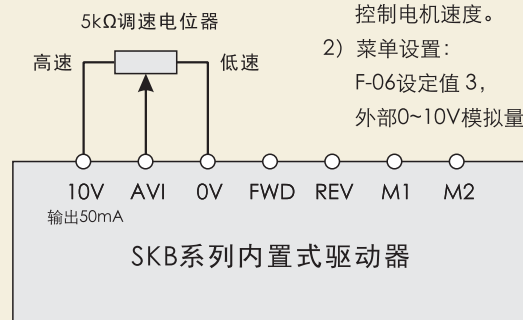 5kΩ调速电位器
高速
低速
控制电机速度。
2）菜单设置：
F-06设定值 3，
外部0~10V模拟量
10V AVI 0V FWD REV M1 M2
输出50mA
SKB系列内置式驱动器